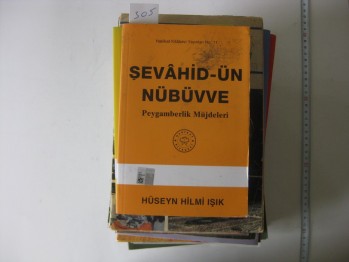 505
ŞEVÂHİD-ÜN
NÜBÜVVE
Peygamberlik Müjdeleri
HÜSEYN HİLMİ IŞIK